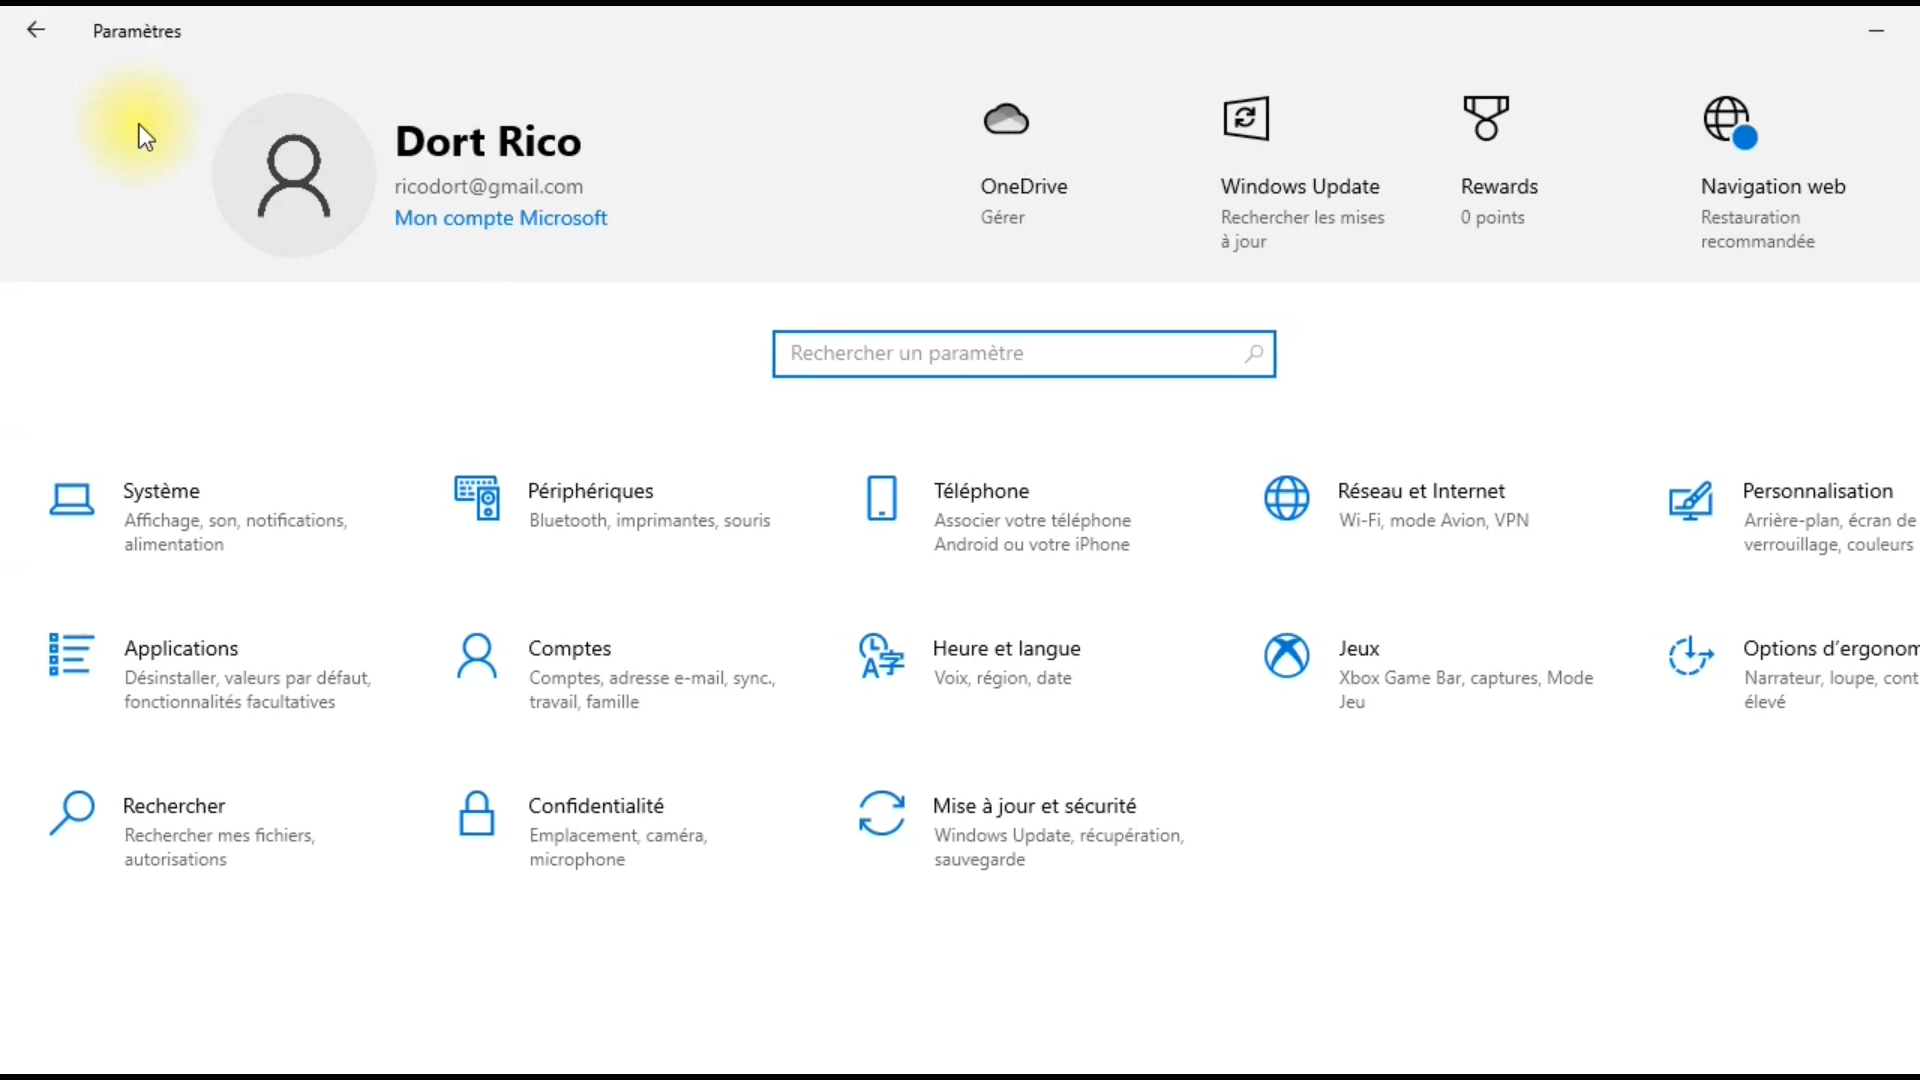 Paramètres
Dort Rico
ricodort@gmail.com
Mon compte Microsoft
OneDrive
Gérer
Windows Update
Rechercher les mises
à jour
Rewards
0 points
Navigation web
Restauration
recommandée
Rechercher un paramètre
Système
Affichage, son, notifications,
alimentation
Périphériques
Bluetooth, imprimantes, souris
Téléphone
Associer votre téléphone
Android ou votre iPhone
Réseau et Internet
Wi-Fi, mode Avion, VPN
Personnalisation
Arrière-plan, écran de
verrouillage, couleurs
Applications
Désinstaller, valeurs par défaut,
fonctionnalités facultatives
Comptes
Comptes, adresse e-mail, sync.,
travail, famille
Heure et langue
Voix, région, date
Jeux
Xbox Game Bar, captures, Mode
Jeu
Options d’ergonom
Narrateur, loupe, cont
élevé
Rechercher
Rechercher mes fichiers,
autorisations
Confidentialité
Emplacement, caméra,
microphone
Mise à jour et sécurité
Windows Update, récupération,
sauvegarde